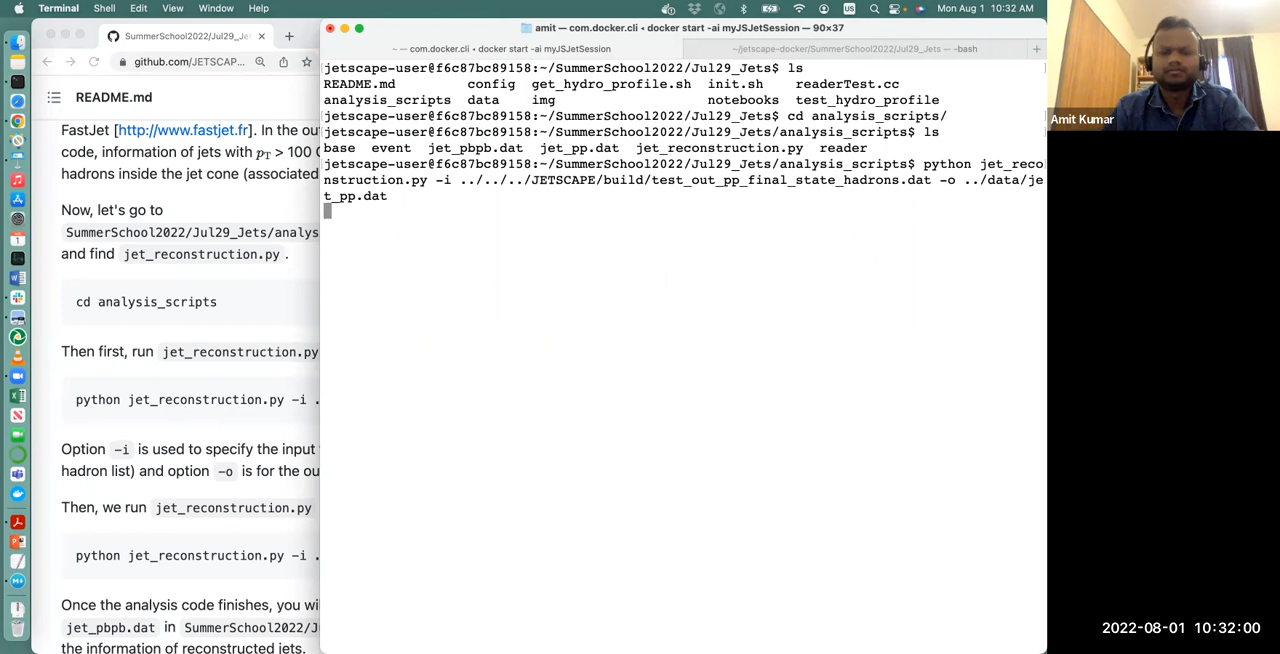 Terminal Shell Edit View Window Help
US
Mon Aug 1 10:32 AM
SummerSchool2022/Jul29_Jet
github.com/JETSCAP...
README.md
FastJet [http://www.fastjet.fr]. In the out
code, information of jets with pT > 100 G
hadrons inside the jet cone (associated
Now, let's go to
SummerSchool2022/Jul29_Jets/analys
and find jet_reconstruction.py.
cd analysis_scripts
Then first, run jet_reconstruction.py
python jet_reconstruction.py -i .
Option -i is used to specify the input
hadron list) and option -o is for the ou
Then, we run jet_reconstruction.py
python jet_reconstruction.py -i .
Once the analysis code finishes, you wil
jet_pbpb.dat in SummerSchool2022/J
the information of reconstructed jets.
amit — com.docker.cli • docker start -ai myJSJetSession — 90×37
~ — com.docker.cli • docker start -ai myJSJetSession
~/jetscape-docker/SummerSchool2022/Jul29_Jets — -bash
[jetscape-user@f6c87bc89158:~/SummerSchool2022/Jul29_Jets$ ls
README.md config get_hydro_profile.sh init.sh readerTest.cc
analysis_scripts data img notebooks test_hydro_profile
[jetscape-user@f6c87bc89158:~/SummerSchool2022/Jul29_Jets$ cd analysis_scripts/
[jetscape-user@f6c87bc89158:~/SummerSchool2022/Jul29_Jets/analysis_scripts$ ls
base event jet_pbpb.dat jet_pp.dat jet_reconstruction.py reader
[jetscape-user@f6c87bc89158:~/SummerSchool2022/Jul29_Jets/analysis_scripts$ python jet_reco
nstruction.py -i ../../../JETSCAPE/build/test_out_pp_final_state_hadrons.dat -o ../data/je
t_pp.dat
Amit Kumar
2022-08-01 10:32:00